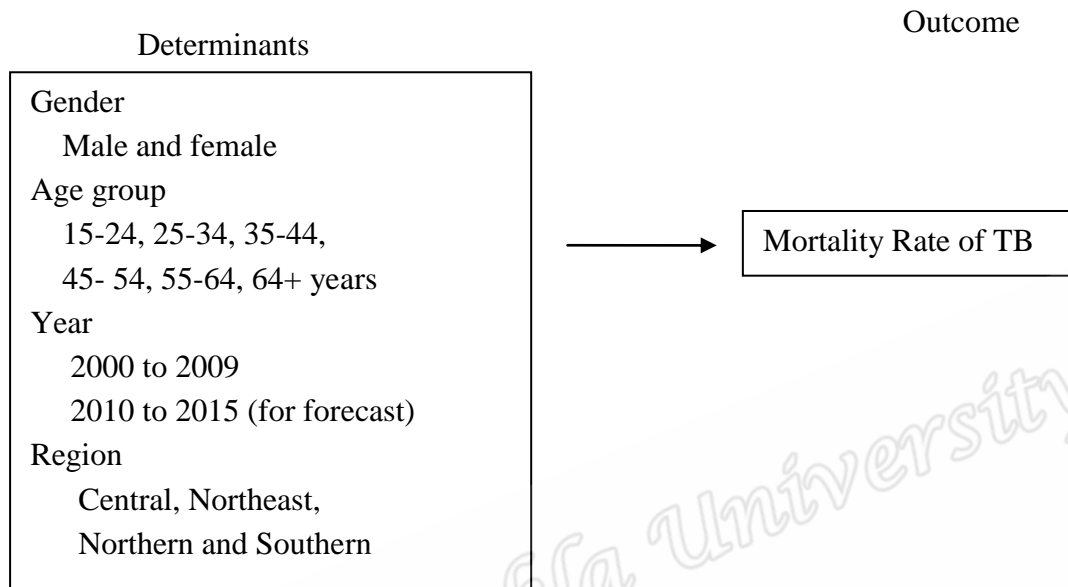 Outcome
Determinants
Gender
Male and female
Age group
15-24, 25-34, 35-44,
45- 54, 55-64, 64+ years
Year
2000 to 2009
2010 to 2015 (for forecast)
Region
Central, Northeast,
Northern and Southern
Mortality Rate of TB
University